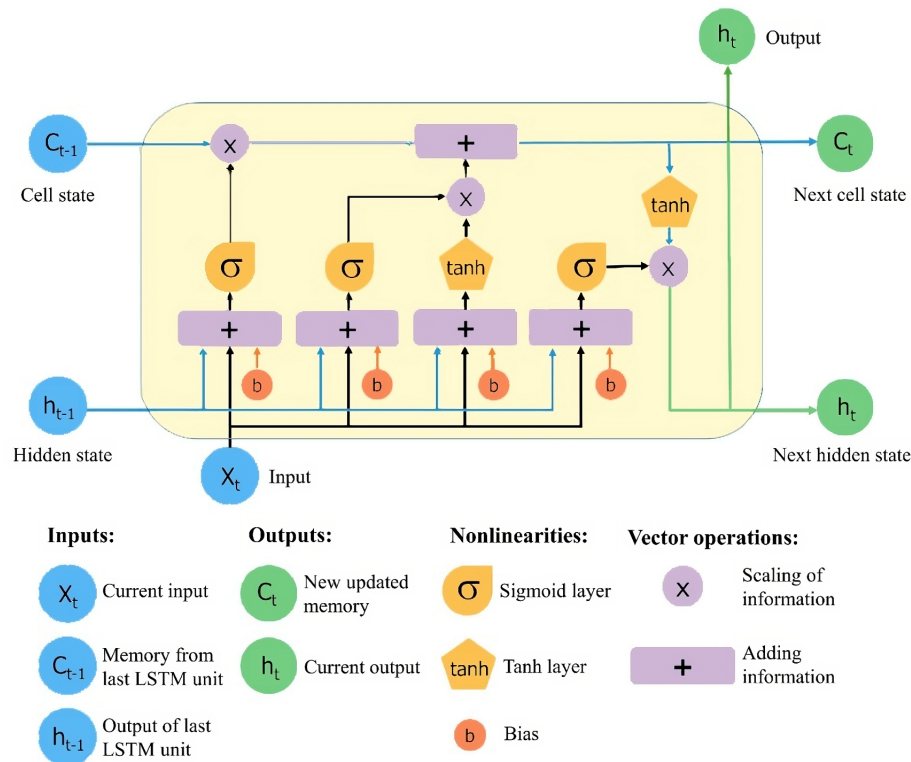 hₜ Output
Cₜ₋₁ x + Cₜ
Cell state Next cell state
x tanh
σ σ tanh σ x
+ + + +
b b b b
hₜ₋₁ hₜ
Hidden state Next hidden state
Xₜ Input
Inputs: Outputs: Nonlinearities: Vector operations:
Xₜ Current input
Cₜ₋₁ Memory from
last LSTM unit
hₜ₋₁ Output of last
LSTM unit
Cₜ New updated
memory
hₜ Current output
σ Sigmoid layer
tanh Tanh layer
b Bias
x Scaling of
information
+ Adding
information